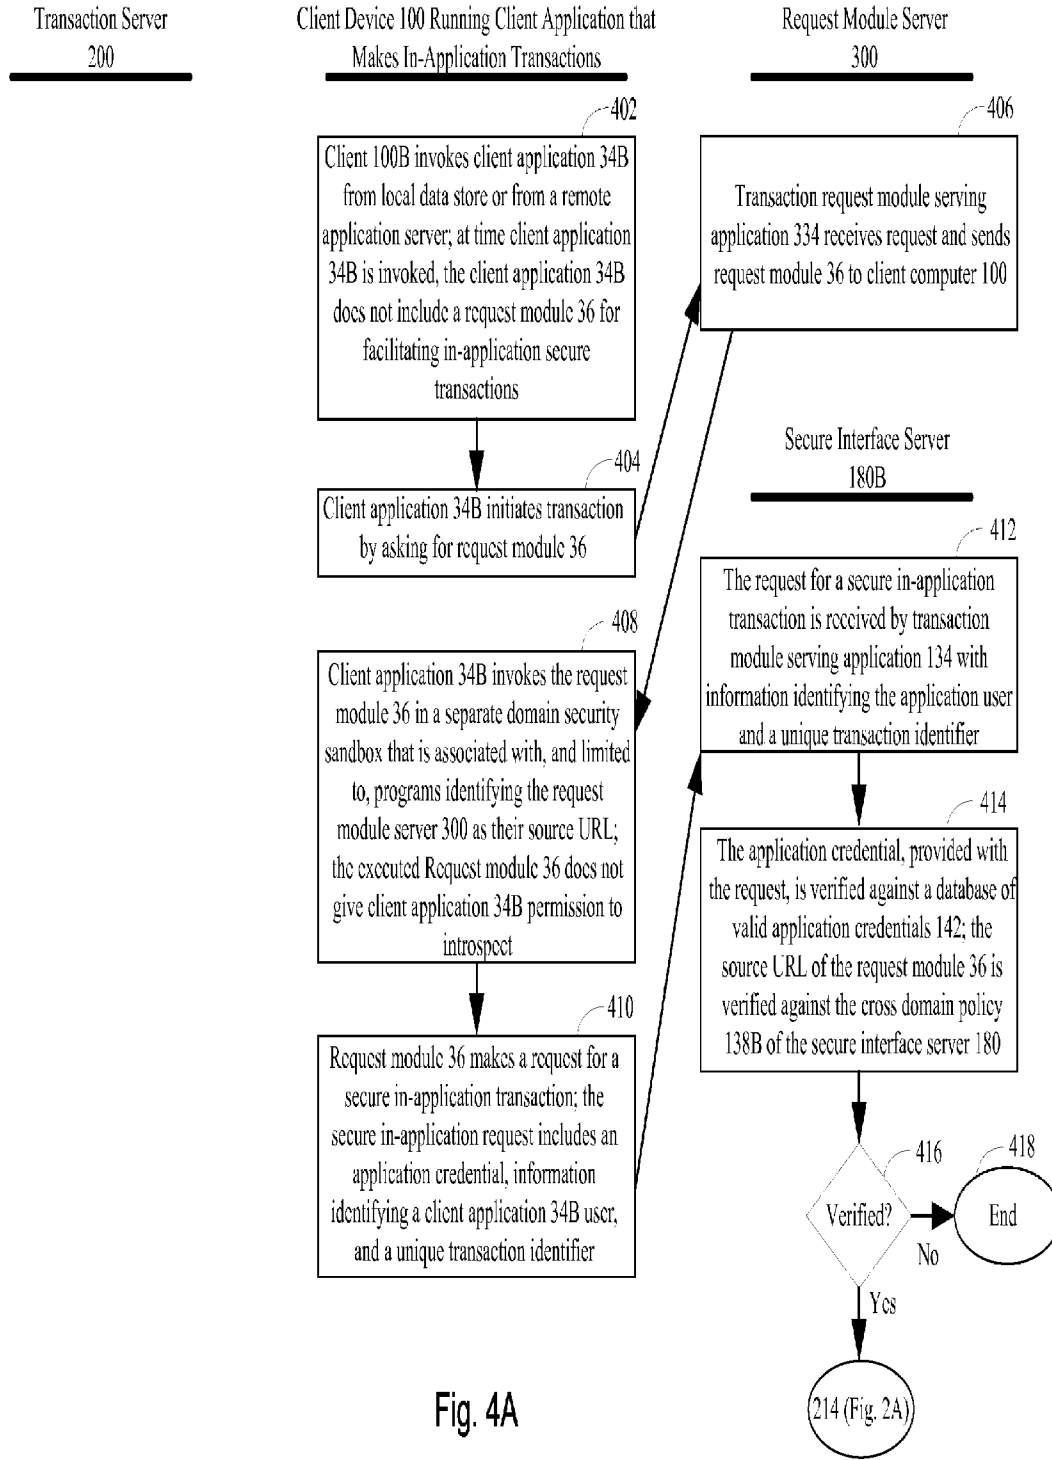 Transaction Server
200
Client Device 100 Running Client Application that
Makes In-Application Transactions
Request Module Server
300
402
Client 100B invokes client application 34B
from local data store or from a remote
application server; at time client application
34B is invoked, the client application 34B
does not include a request module 36 for
facilitating in-application secure
transactions
406
Transaction request module serving
application 334 receives request and sends
request module 36 to client computer 100
404
Client application 34B initiates transaction
by asking for request module 36
Secure Interface Server
180B
408
Client application 34B invokes the request
module 36 in a separate domain security
sandbox that is associated with, and limited
to, programs identifying the request
module server 300 as their source URL;
the executed Request module 36 does not
give client application 34B permission to
introspect
412
The request for a secure in-application
transaction is received by transaction
module serving application 134 with
information identifying the application user
and a unique transaction identifier
414
The application credential, provided with
the request, is verified against a database of
valid application credentials 142; the
source URL of the request module 36 is
verified against the cross domain policy
138B of the secure interface server 180
410
Request module 36 makes a request for a
secure in-application transaction; the
secure in-application request includes an
application credential, information
identifying a client application 34B user,
and a unique transaction identifier
416
Verified?
No
418
End
Yes
214 (Fig. 2A)
Fig. 4A